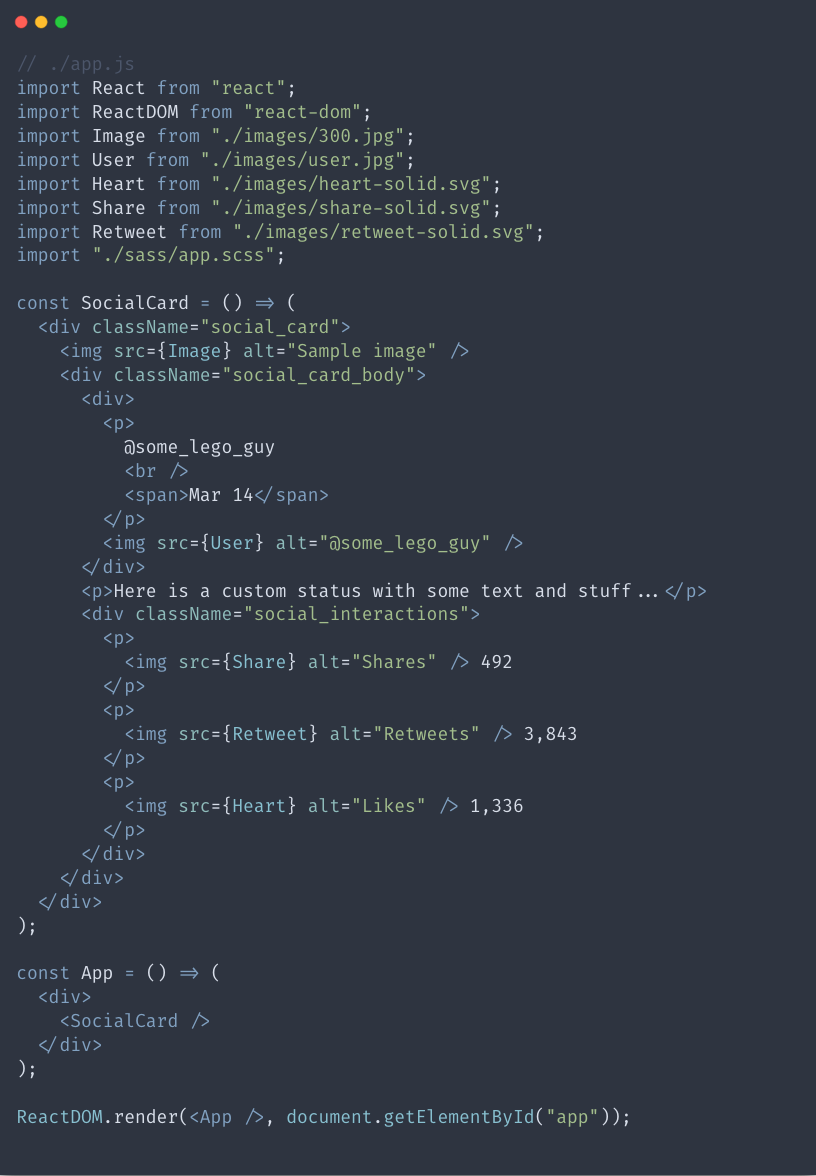 // ./app.js
import React from "react";
import ReactDOM from "react-dom";
import Image from "./images/300.jpg";
import User from "./images/user.jpg";
import Heart from "./images/heart-solid.svg";
import Share from "./images/share-solid.svg";
import Retweet from "./images/retweet-solid.svg";
import "./sass/app.scss";

const SocialCard = () => (
  <div className="social_card">
    <img src={Image} alt="Sample image" />
    <div className="social_card_body">
      <div>
        <p>
          @some_lego_guy
          <br />
          <span>Mar 14</span>
        </p>
        <img src={User} alt="@some_lego_guy" />
      </div>
      <p>Here is a custom status with some text and stuff...</p>
      <div className="social_interactions">
        <p>
          <img src={Share} alt="Shares" /> 492
        </p>
        <p>
          <img src={Retweet} alt="Retweets" /> 3,843
        </p>
        <p>
          <img src={Heart} alt="Likes" /> 1,336
        </p>
      </div>
    </div>
  </div>
);

const App = () => (
  <div>
    <SocialCard />
  </div>
);

ReactDOM.render(<App />, document.getElementById("app"));